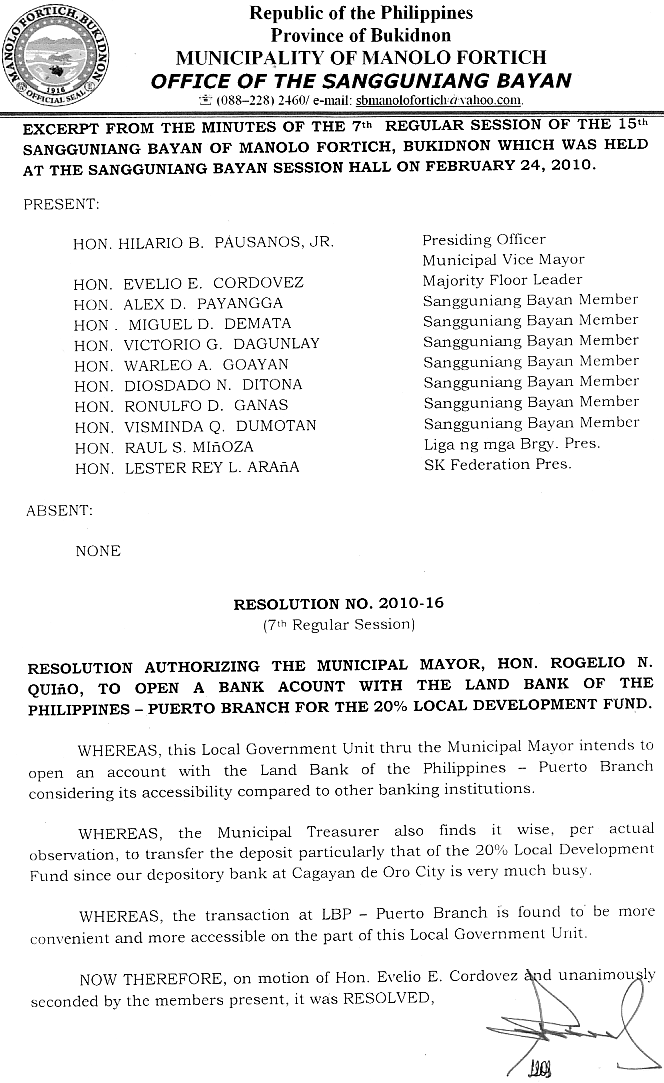 MANOLO FORTICH, BUKIDNON
1916
OFFICIAL SEAL
Republic of the Philippines
Province of Bukidnon
MUNICIPALITY OF MANOLO FORTICH
OFFICE OF THE SANGGUNIANG BAYAN
☏ (088-228) 2460/ e-mail: sbmanolofortich@yahoo.com.
EXCERPT FROM THE MINUTES OF THE 7th REGULAR SESSION OF THE 15th
SANGGUNIANG BAYAN OF MANOLO FORTICH, BUKIDNON WHICH WAS HELD
AT THE SANGGUNIANG BAYAN SESSION HALL ON FEBRUARY 24, 2010.
PRESENT:
HON. HILARIO B. PAUSANOS, JR. Presiding Officer
Municipal Vice Mayor
HON. EVELIO E. CORDOVEZ Majority Floor Leader
HON. ALEX D. PAYANGGA Sangguniang Bayan Member
HON . MIGUEL D. DEMATA Sangguniang Bayan Member
HON. VICTORIO G. DAGUNLAY Sangguniang Bayan Member
HON. WARLEO A. GOAYAN Sangguniang Bayan Member
HON. DIOSDADO N. DITONA Sangguniang Bayan Member
HON. RONULFO D. GANAS Sangguniang Bayan Member
HON. VISMINDA Q. DUMOTAN Sangguniang Bayan Member
HON. RAUL S. MIñOZA Liga ng mga Brgy. Pres.
HON. LESTER REY L. ARAñA SK Federation Pres.
ABSENT:
NONE
RESOLUTION NO. 2010-16
(7th Regular Session)
RESOLUTION AUTHORIZING THE MUNICIPAL MAYOR, HON. ROGELIO N.
QUIñO, TO OPEN A BANK ACOUNT WITH THE LAND BANK OF THE
PHILIPPINES – PUERTO BRANCH FOR THE 20% LOCAL DEVELOPMENT FUND.
WHEREAS, this Local Government Unit thru the Municipal Mayor intends to
open an account with the Land Bank of the Philippines – Puerto Branch
considering its accessibility compared to other banking institutions.
WHEREAS, the Municipal Treasurer also finds it wise, per actual
observation, to transfer the deposit particularly that of the 20% Local Development
Fund since our depository bank at Cagayan de Oro City is very much busy.
WHEREAS, the transaction at LBP – Puerto Branch is found to be more
convenient and more accessible on the part of this Local Government Unit.
NOW THEREFORE, on motion of Hon. Evelio E. Cordovez and unanimously
seconded by the members present, it was RESOLVED,